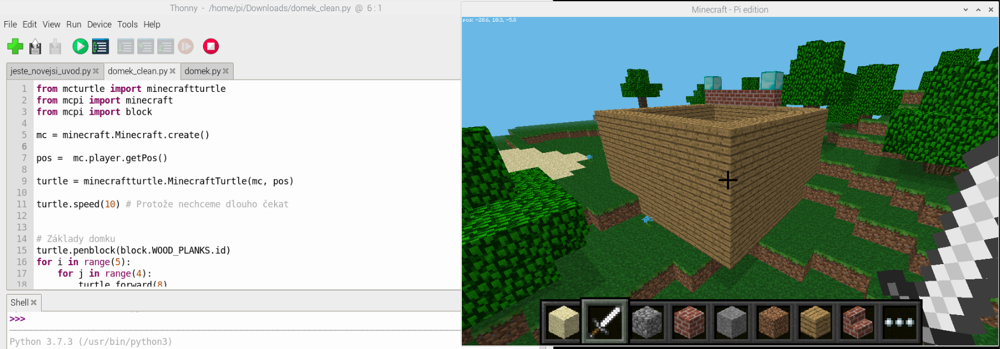 Thonny - /home/pi/Downloads/domek_clean.py @ 6 : 1
File Edit View Run Device Tools Help
jeste_novejsi_uvod.py domek_clean.py domek.py
1 from mcturtle import minecraftturtle
2 from mcpi import minecraft
3 from mcpi import block
4
5 mc = minecraft.Minecraft.create()
6
7 pos =  mc.player.getPos()
8
9 turtle = minecraftturtle.MinecraftTurtle(mc, pos)
10
11 turtle.speed(10) # Protože nechceme dlouho čekat
12
13
14 # Základy domku
15 turtle.penblock(block.WOOD_PLANKS.id)
16 for i in range(5):
17     for j in range(4):
18         turtle.forward(8)
Shell
>>>
Python 3.7.3 (/usr/bin/python3)
Minecraft - Pi edition
pos: -28.6, 10.3, -5.8